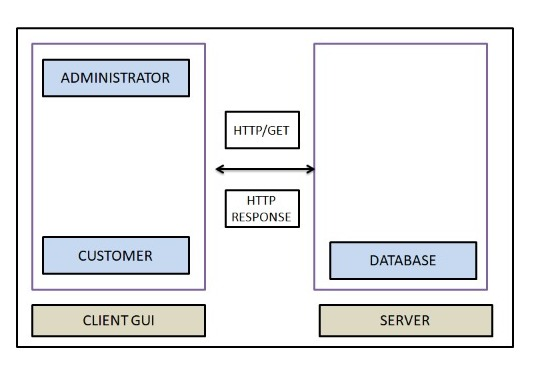 ADMINISTRATOR
HTTP/GET
HTTP
RESPONSE
CUSTOMER
DATABASE
CLIENT GUI
SERVER